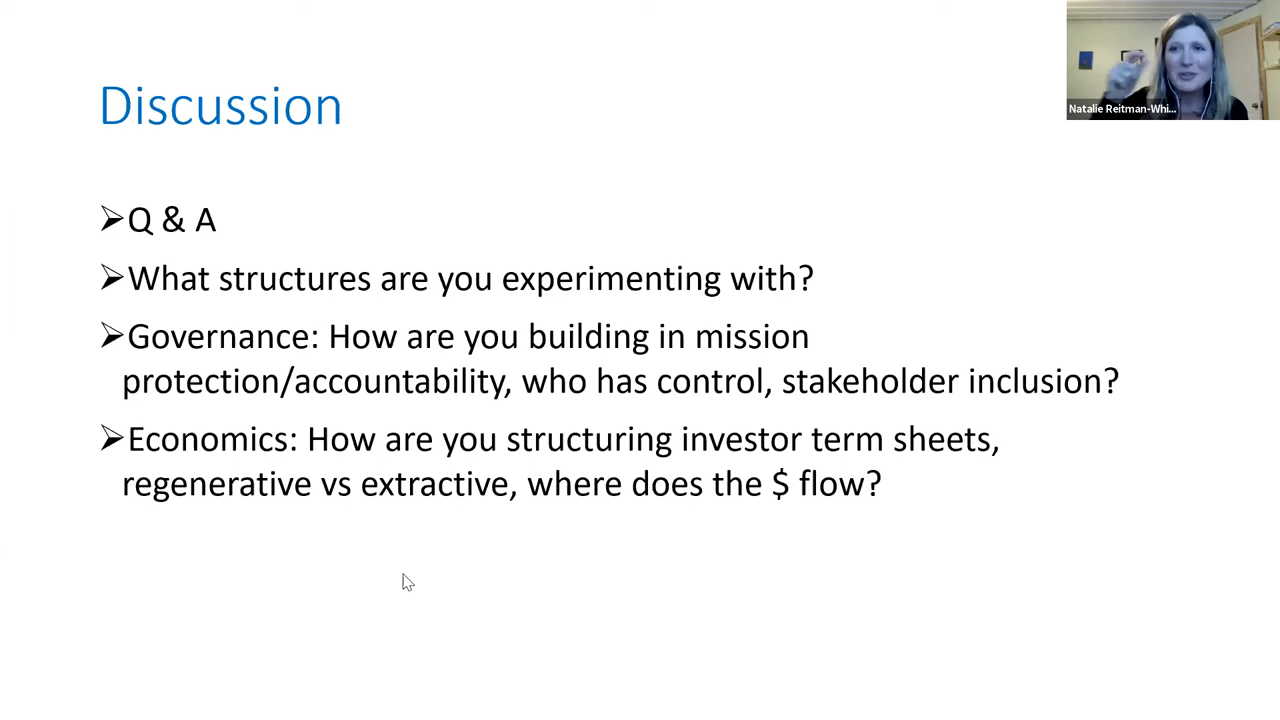 Discussion
Natalie Reitman-Whi...
➢Q & A
➢What structures are you experimenting with?
➢Governance: How are you building in mission
protection/accountability, who has control, stakeholder inclusion?
➢Economics: How are you structuring investor term sheets,
regenerative vs extractive, where does the $ flow?